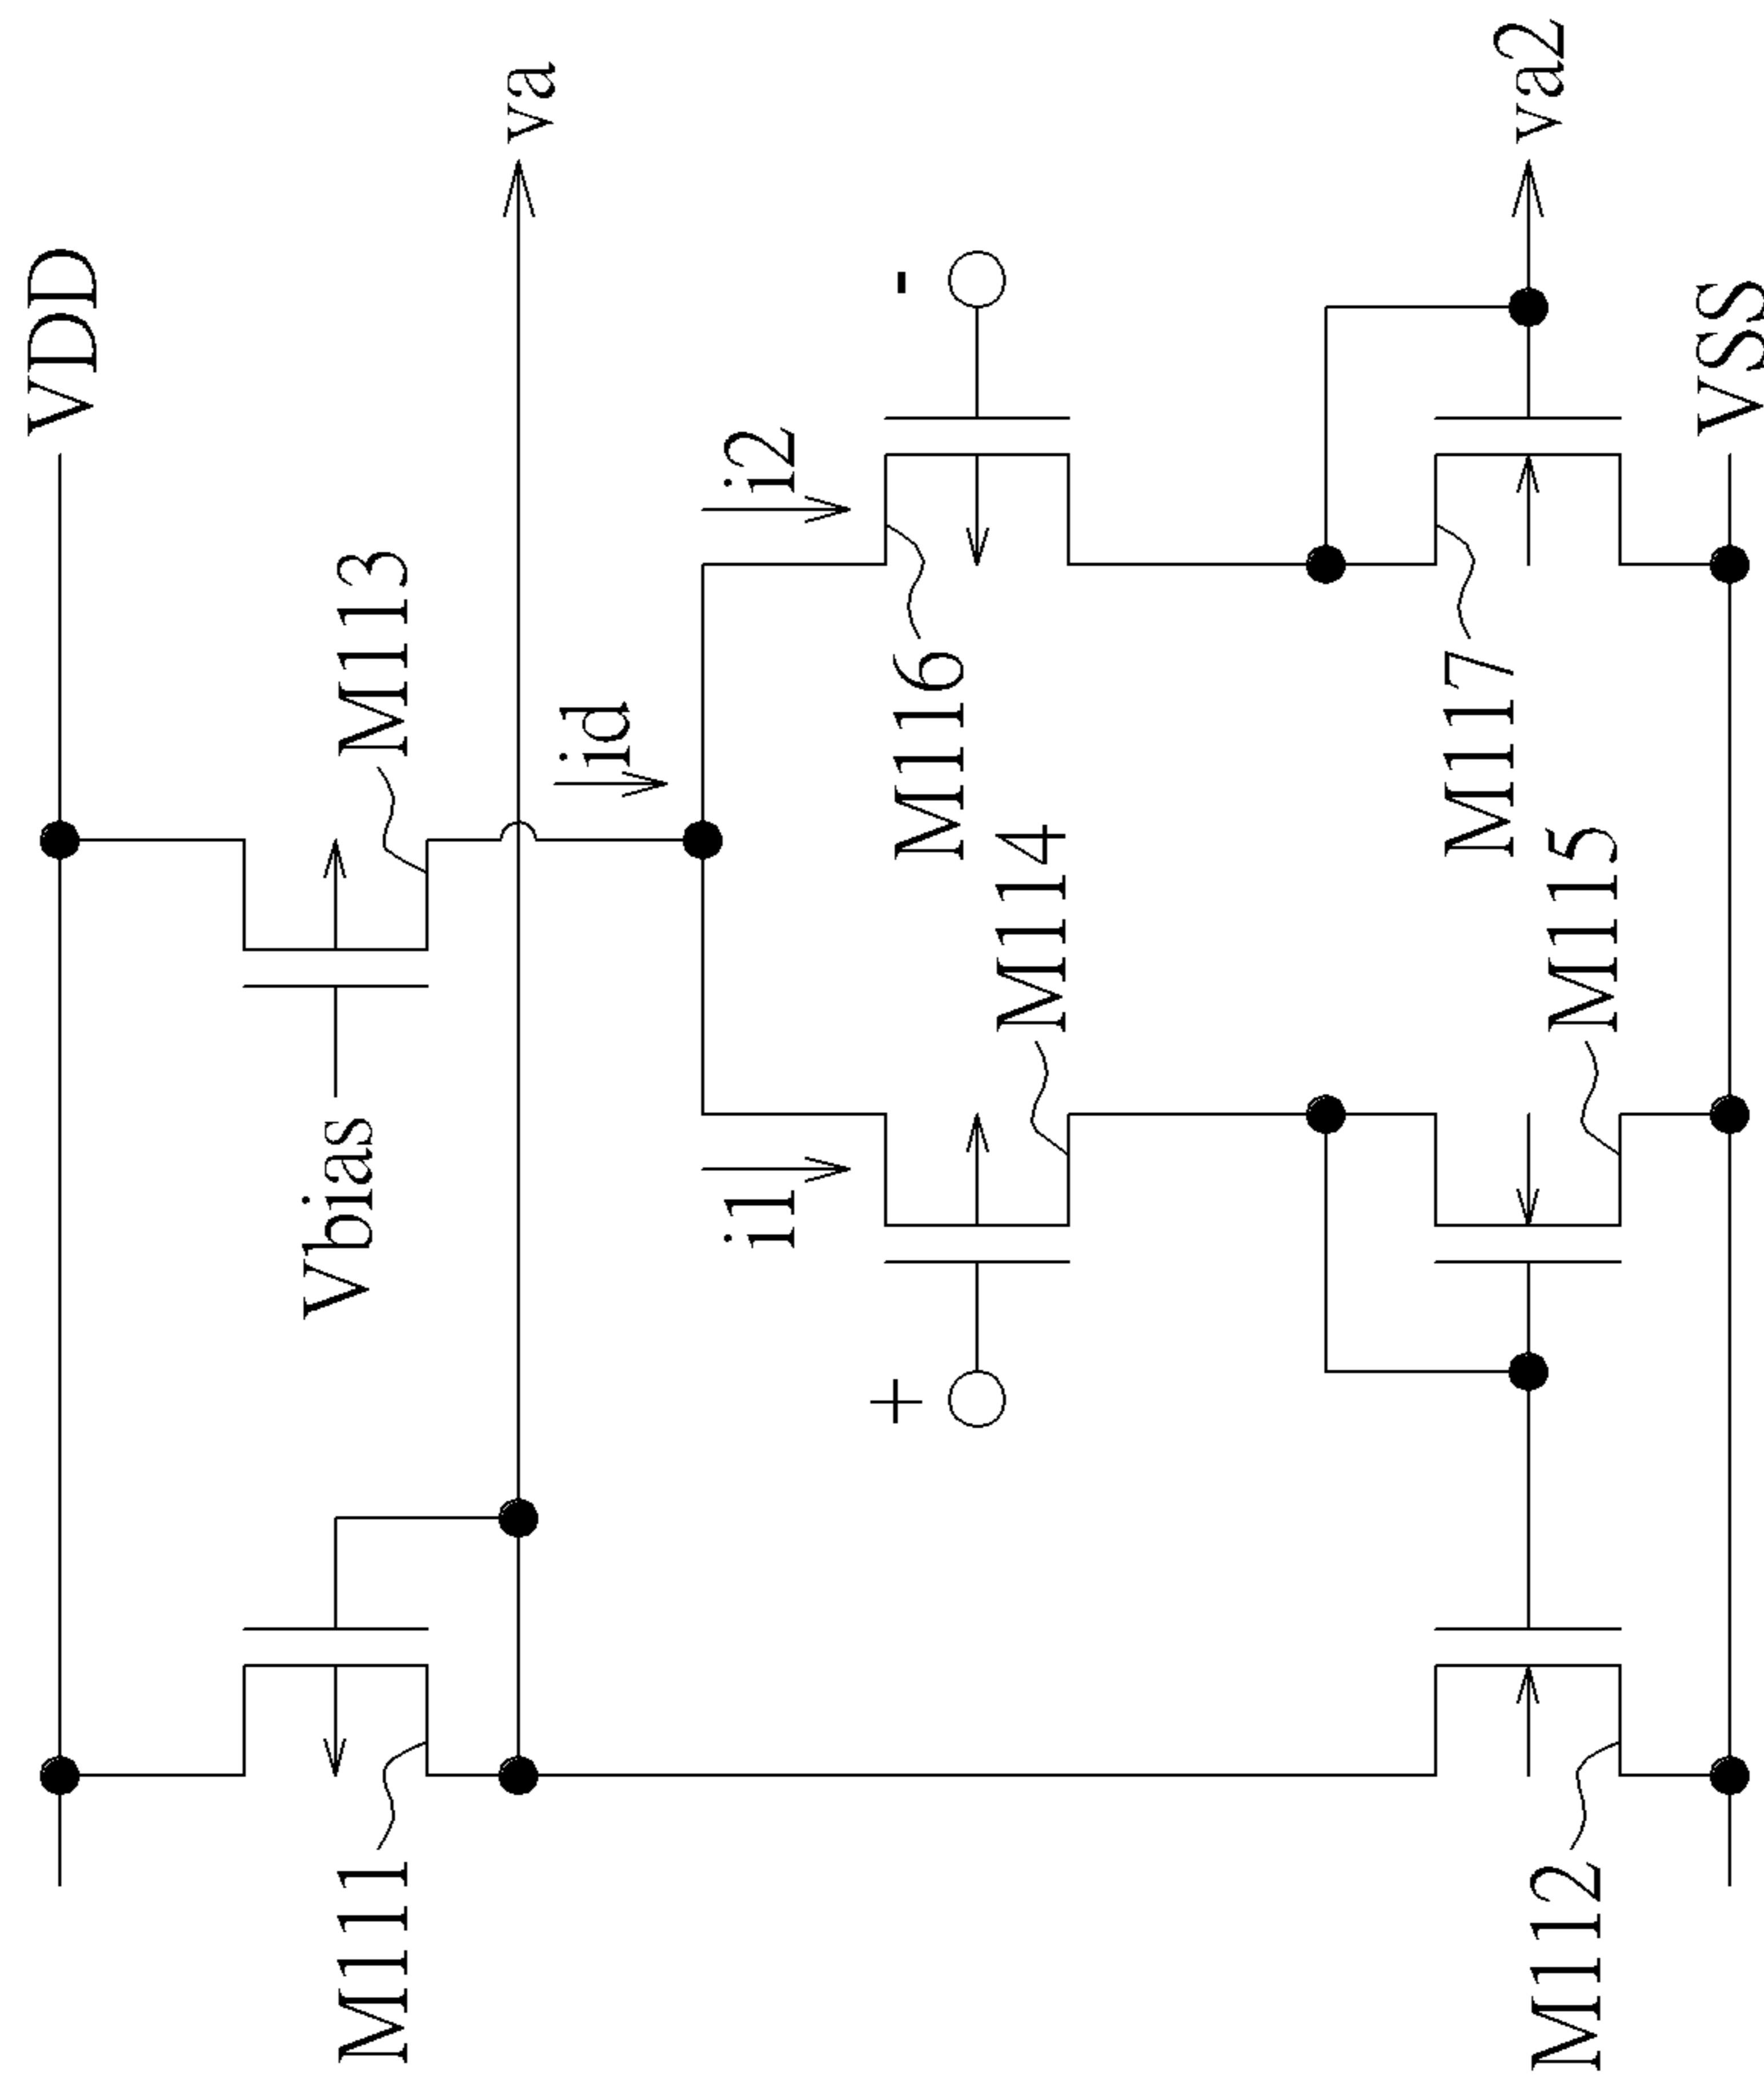 VDD
M113
va
Vbias
id
i2
-
M116
i1
M114
+
va2
M117
M115
VSS
M111
M112